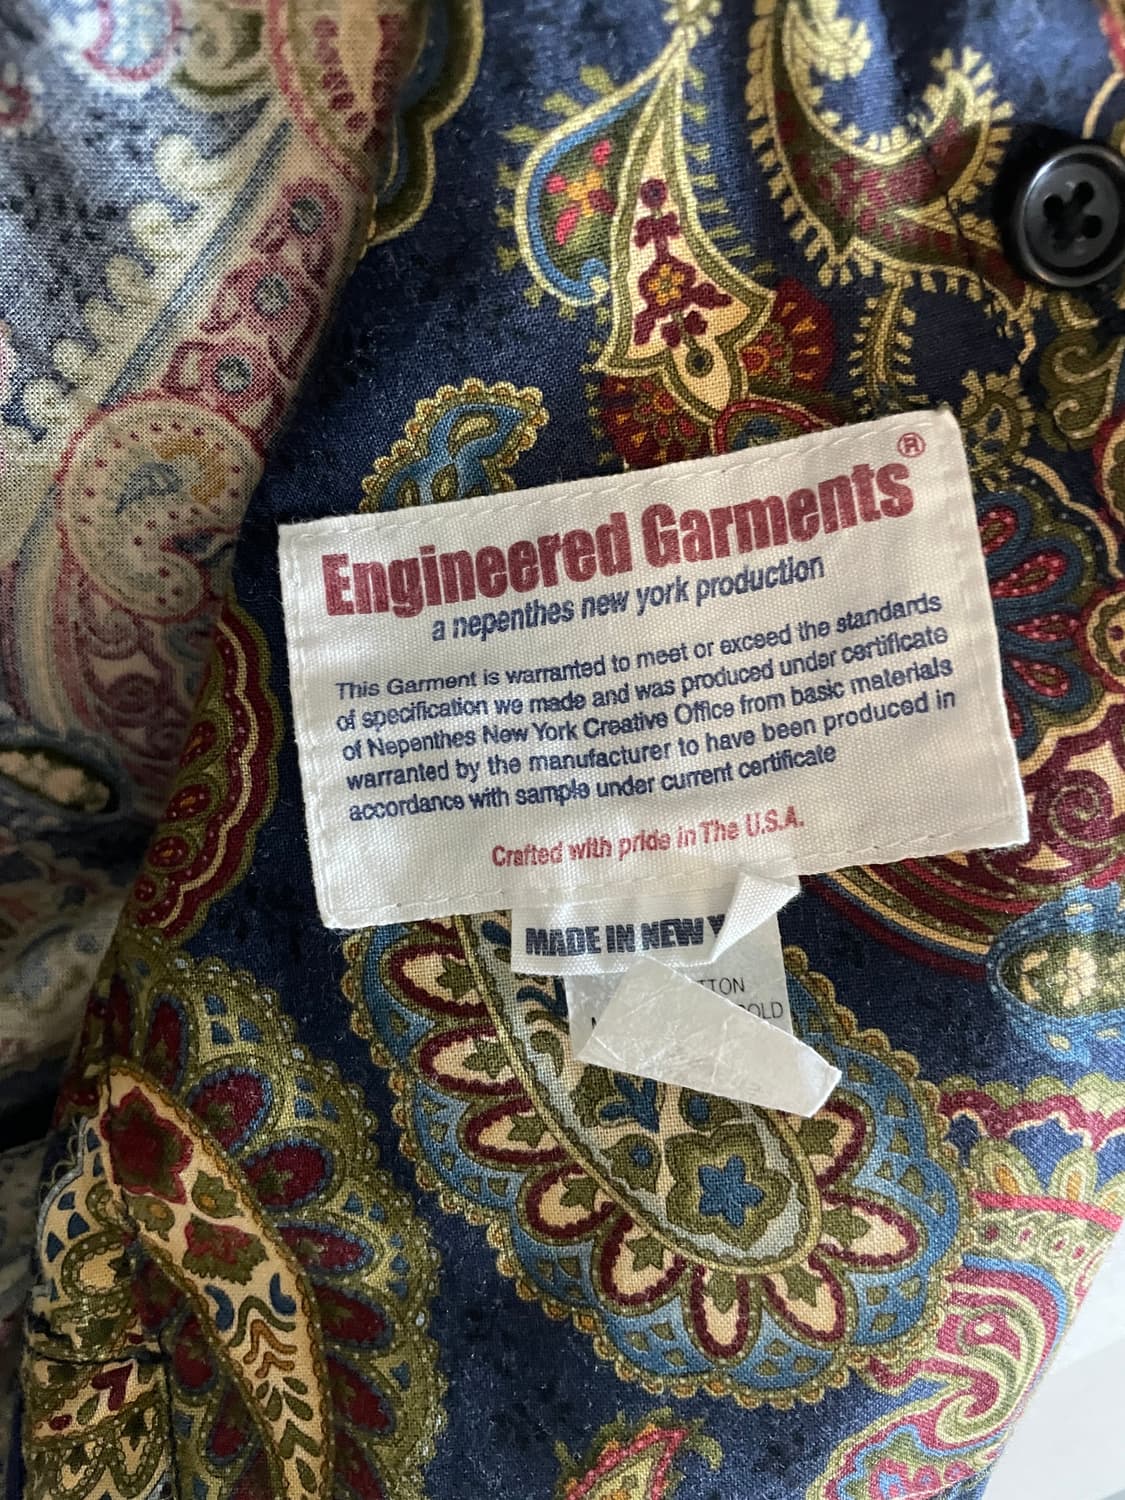 Engineered Garments®
a nepenthes new york production
This Garment is warranted to meet or exceed the standards
of specification we made and was produced under certificate
of Nepenthes New York Creative Office from basic materials
warranted by the manufacturer to have been produced in
accordance with sample under current certificate
Crafted with pride in The U.S.A.
MADE IN NEW